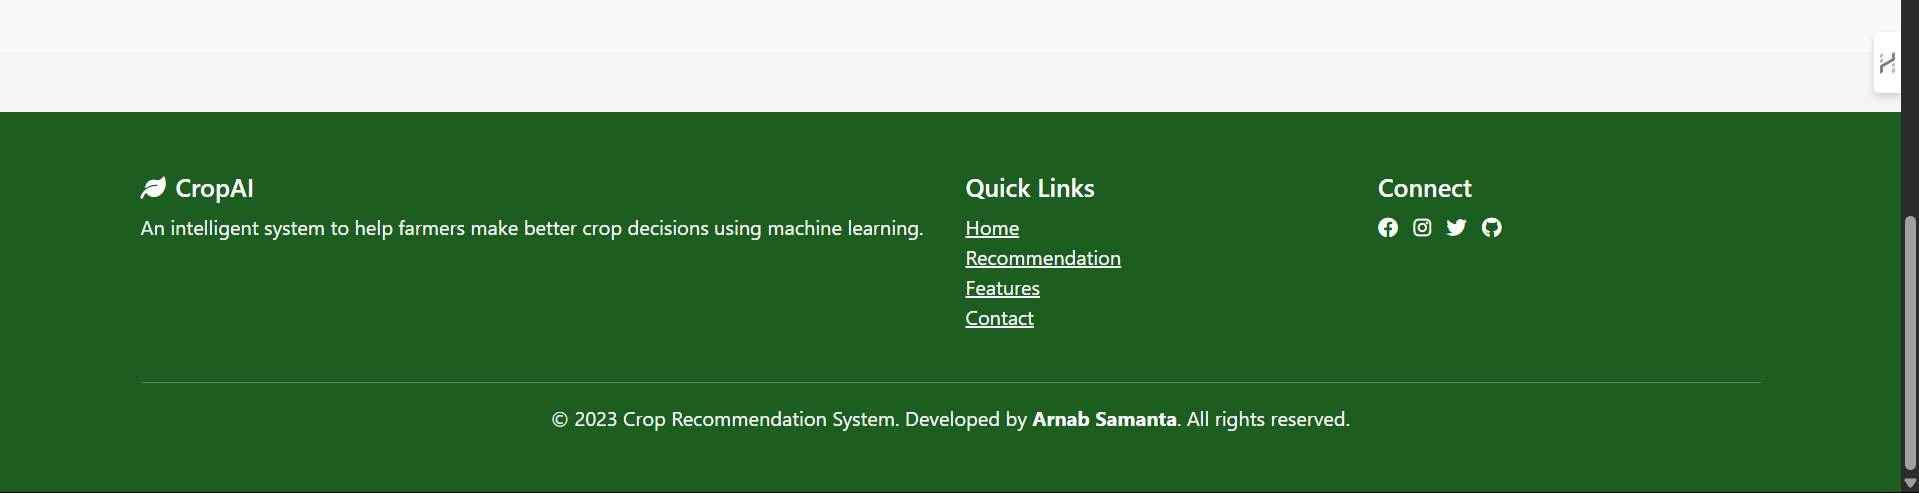 CropAI
An intelligent system to help farmers make better crop decisions using machine learning.
Quick Links
Home
Recommendation
Features
Contact
Connect
© 2023 Crop Recommendation System. Developed by Arnab Samanta. All rights reserved.